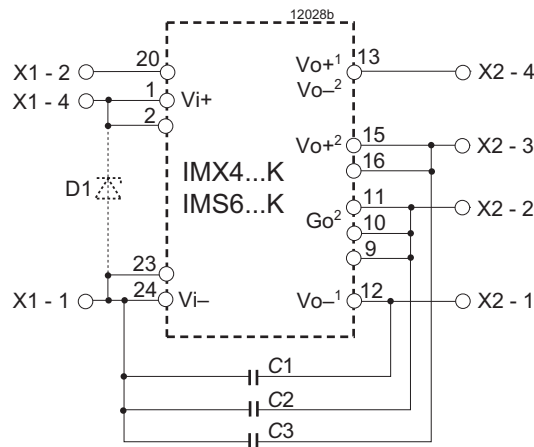 12028b
X1 - 2 20 Vo+¹ 13 X2 - 4
Vo–²
X1 - 4 1 Vi+
2
Vo+² 15 X2 - 3
16
IMX4...K
IMS6...K
D1
11 X2 - 2
Go² 10
9
23
X1 - 1 24 Vi– Vo–¹ 12 X2 - 1
C1
C2
C3